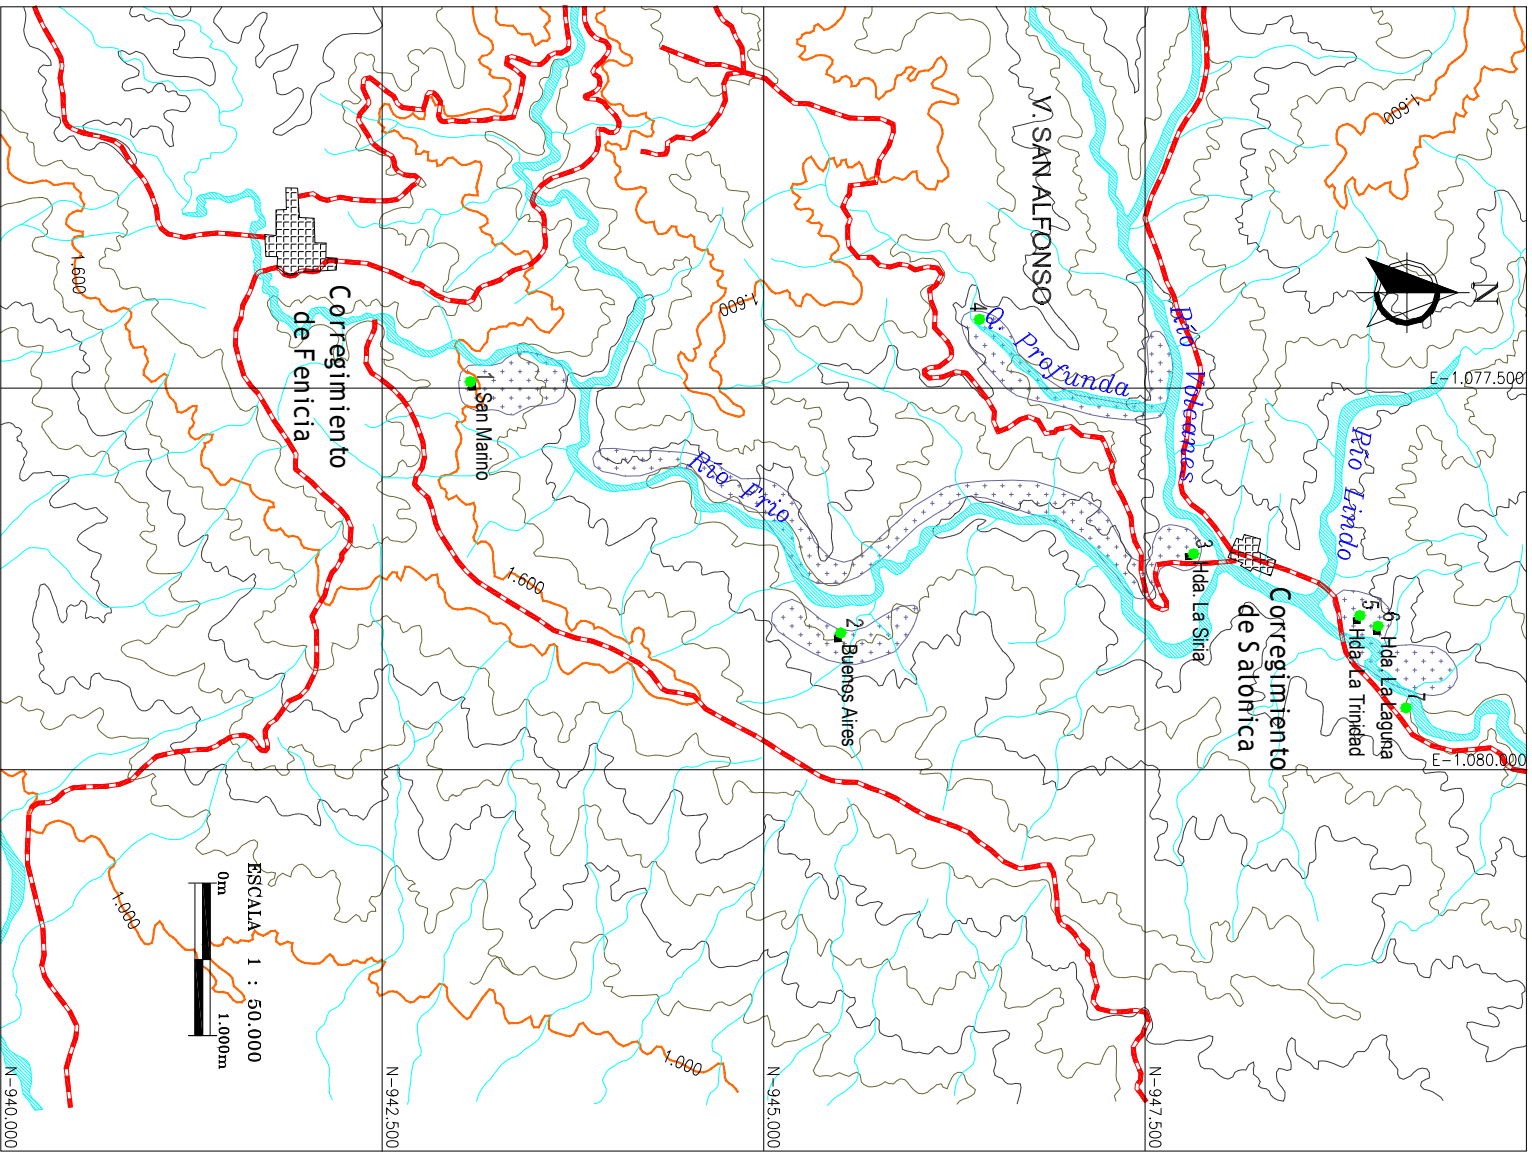 N
1.600
E-1.077.500
E-1.080.000
V. SAN ALFONSO
Río Volcanes
Río Lindo
4
Q. Profunda
1.600
1.600
Corregimiento
de Fenicia
1
San Marino
Río Frio
3
Hda. La Siria
Corregimiento
de Salonica
5
Hda. La Trinidad
6
Hda. La Laguna
7
2
Buenos Aires
1.600
ESCALA 1 : 50.000
0m
1.000m
1.000
1.000
N-940.000
N-942.500
N-945.000
N-947.500